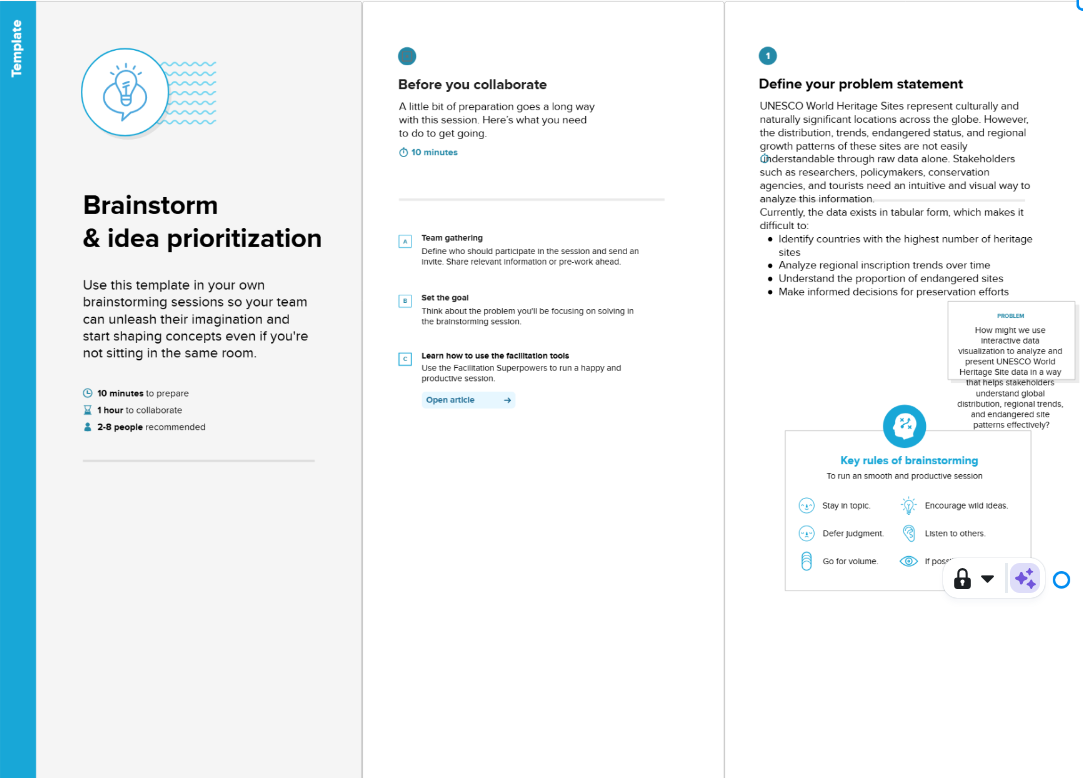 Template
Brainstorm
& idea prioritization
Use this template in your own
brainstorming sessions so your team
can unleash their imagination and
start shaping concepts even if you're
not sitting in the same room.
10 minutes to prepare
1 hour to collaborate
2-8 people recommended
Before you collaborate
A little bit of preparation goes a long way
with this session. Here's what you need
to do to get going.
10 minutes
A
Team gathering
Define who should participate in the session and send an
invite. Share relevant information or pre-work ahead.
B
Set the goal
Think about the problem you'll be focusing on solving in
the brainstorming session.
C
Learn how to use the facilitation tools
Use the Facilitation Superpowers to run a happy and
productive session.
Open article
1
Define your problem statement
UNESCO World Heritage Sites represent culturally and
naturally significant locations across the globe. However,
the distribution, trends, endangered status, and regional
growth patterns of these sites are not easily
understandable through raw data alone. Stakeholders
such as researchers, policymakers, conservation
agencies, and tourists need an intuitive and visual way to
analyze this information.
Currently, the data exists in tabular form, which makes it
difficult to:
● Identify countries with the highest number of heritage
sites
● Analyze regional inscription trends over time
● Understand the proportion of endangered sites
● Make informed decisions for preservation efforts
PROBLEM
How might we use
interactive data
visualization to analyze and
present UNESCO World
Heritage Site data in a way
that helps stakeholders
understand global
distribution, regional trends,
and endangered site
patterns effectively?
Key rules of brainstorming
To run an smooth and productive session
Stay in topic.
Encourage wild ideas.
Defer judgment.
Listen to others.
Go for volume.
If